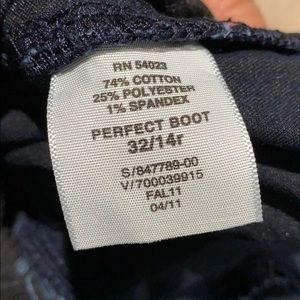 RN 54023
74% COTTON
25% POLYESTER
1% SPANDEX
PERFECT BOOT
32/14r
S/847789-00
V/700039915
FAL11
04/11